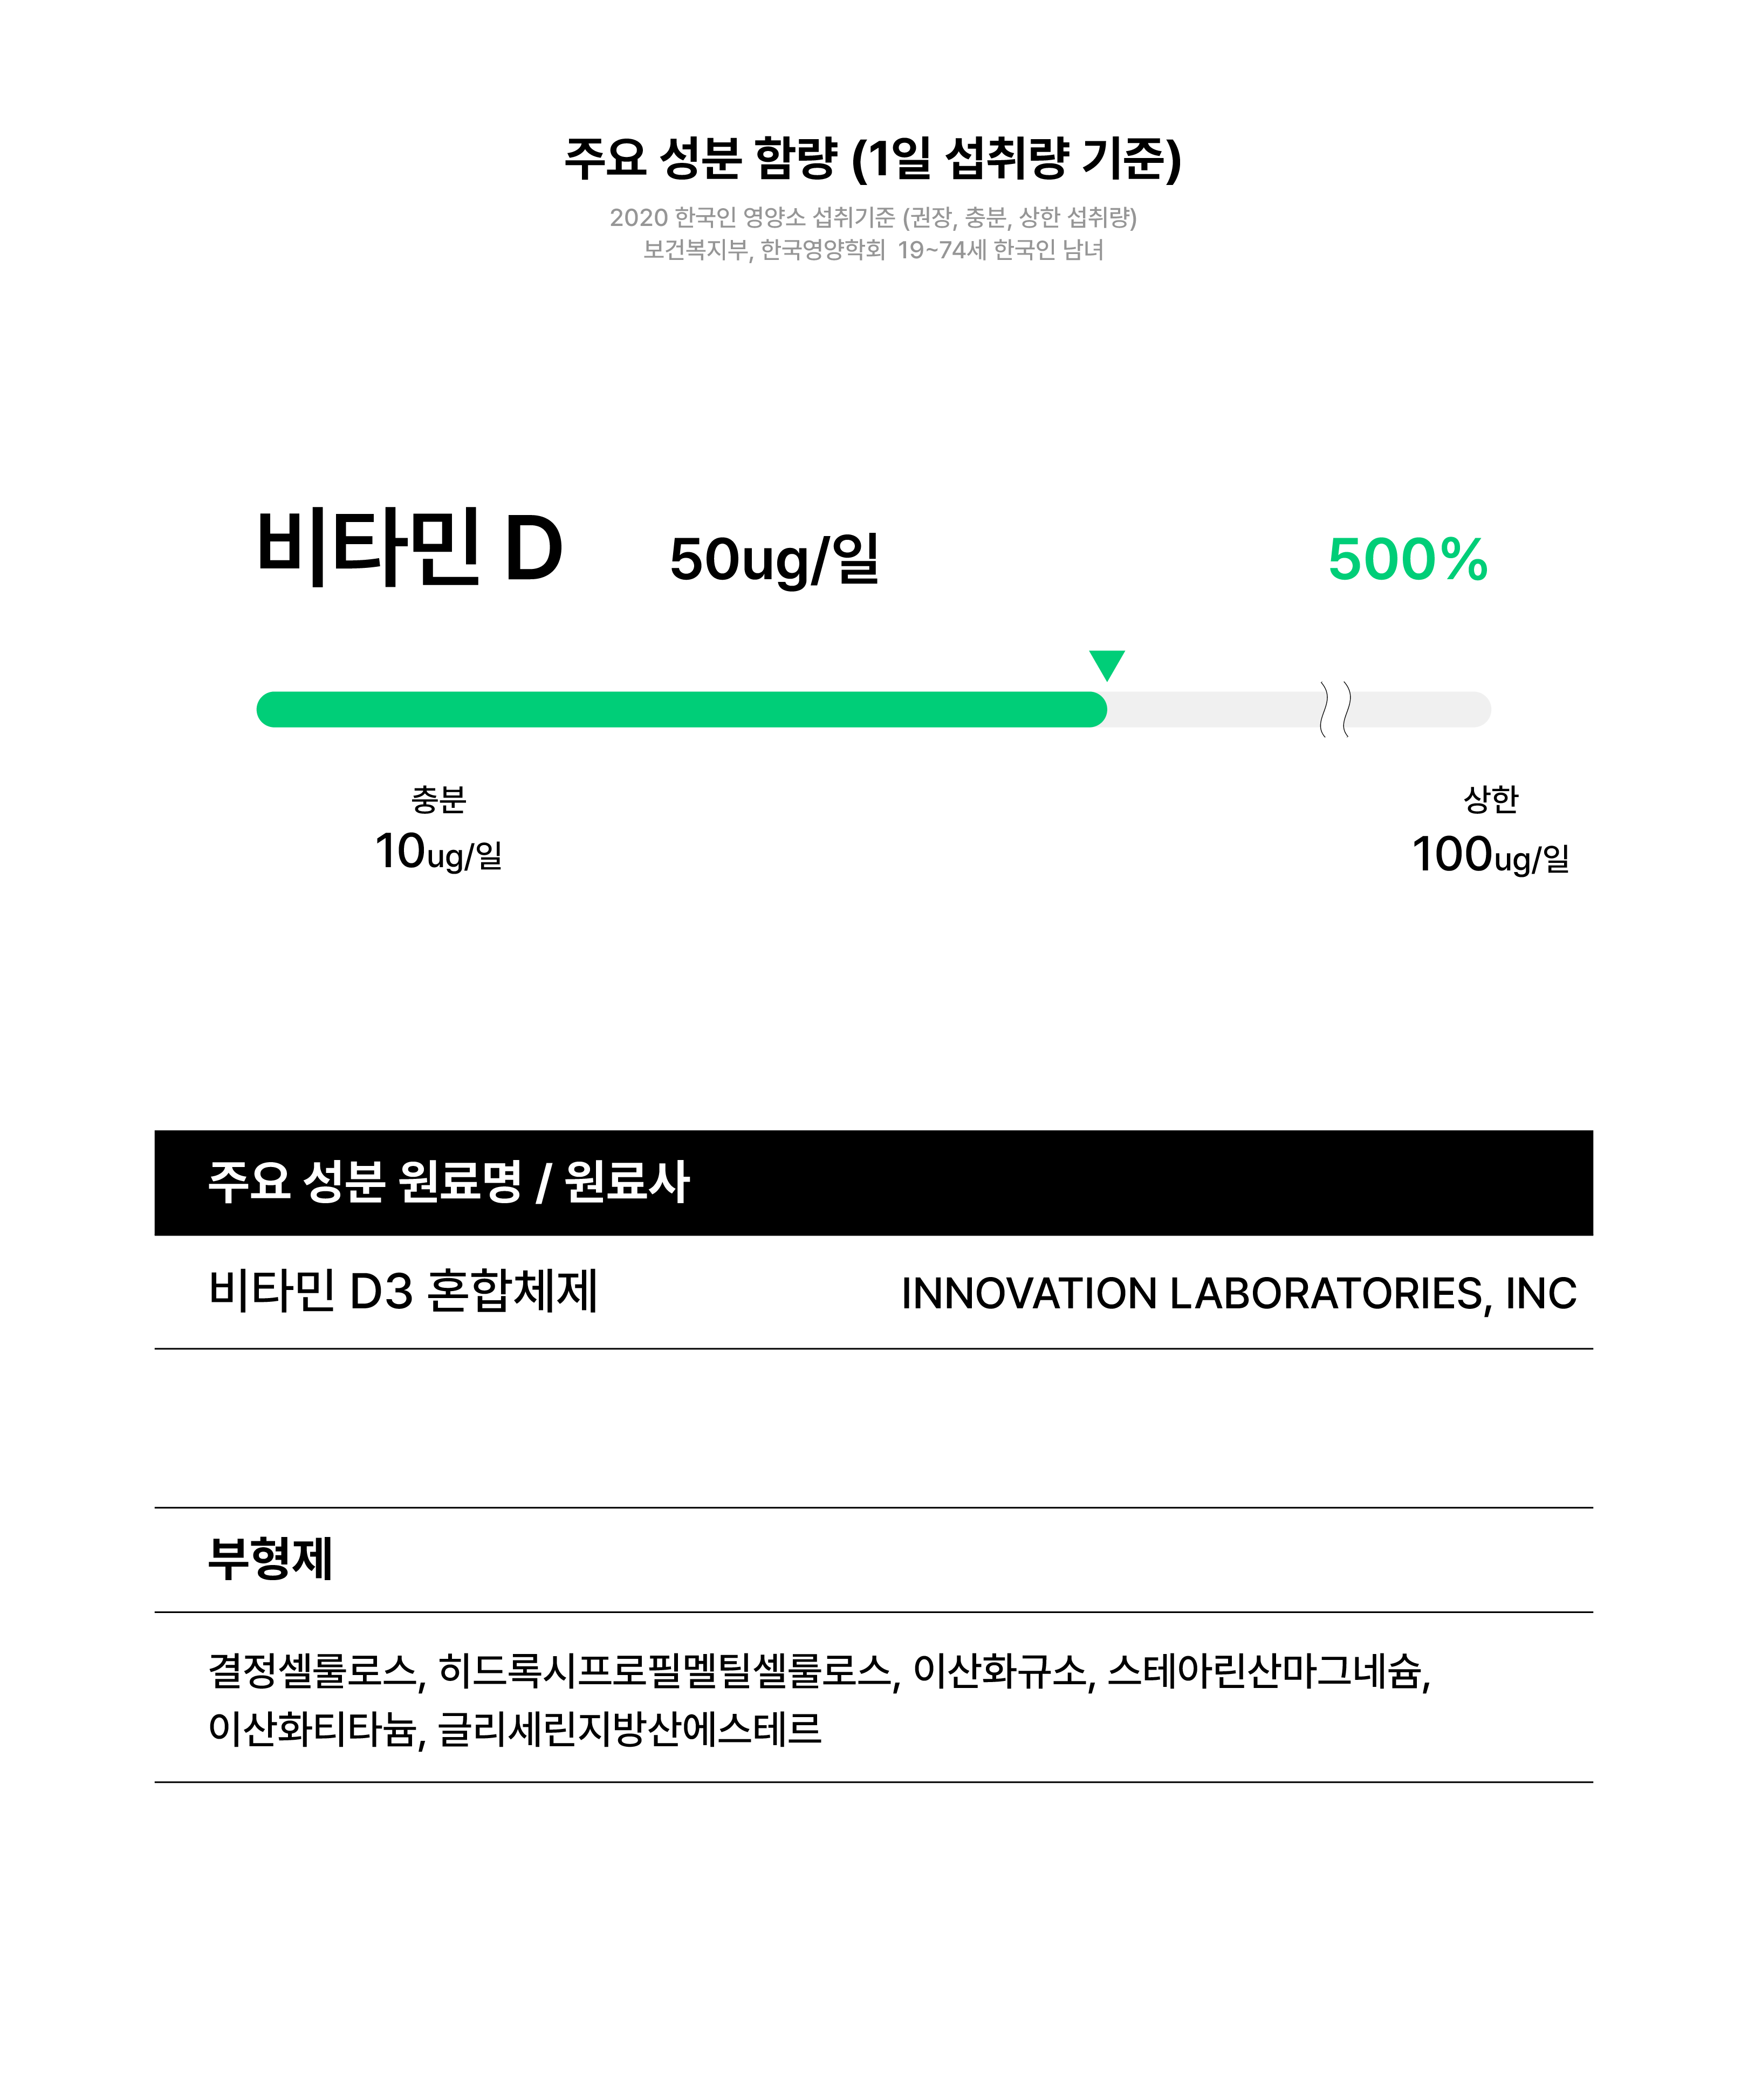 주요 성분 함량 (1일 섭취량 기준)
2020 한국인 영양소 섭취기준 (권장, 충분, 상한 섭취량)
보건복지부, 한국영양학회 19~74세 한국인 남녀
비타민 D 50ug/일 500%
충분 상한
10ug/일 100ug/일
주요 성분 원료명 / 원료사
비타민 D3 혼합체제 INNOVATION LABORATORIES, INC
부형제
결정셀룰로스, 히드록시프로필멜틸셀룰로스, 이산화규소, 스테아린산마그네슘,
이산화티타늄, 글리세린지방산에스테르